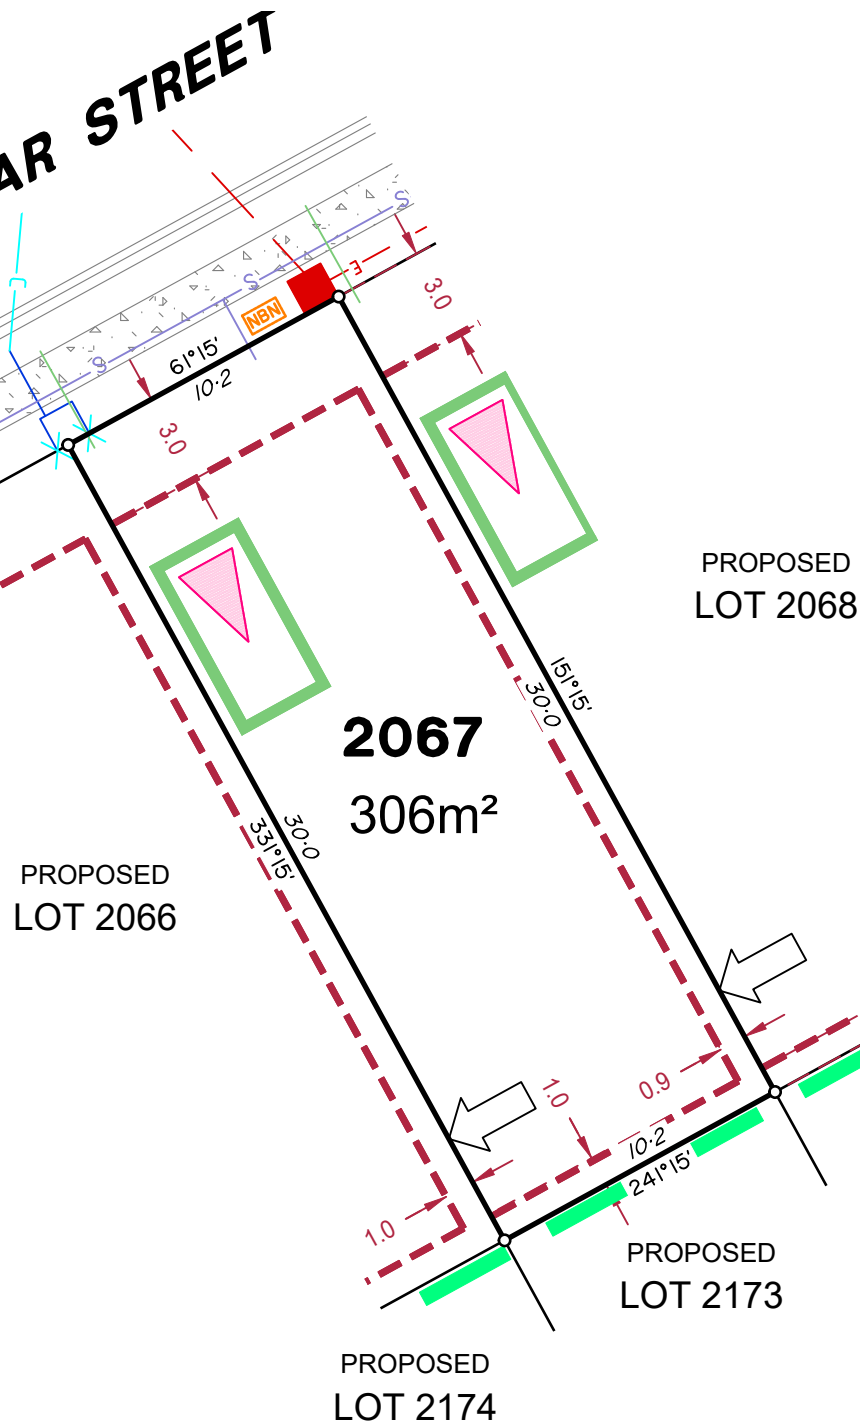 AR STREET
S
S
S
E
NBN
3.0
61°15'
10·2
3.0
PROPOSED
LOT 2068
151°15'
30·0
2067
306m²
30·0
331°15'
PROPOSED
LOT 2066
1.0
0.9
10·2
241°15'
1.0
PROPOSED
LOT 2173
PROPOSED
LOT 2174